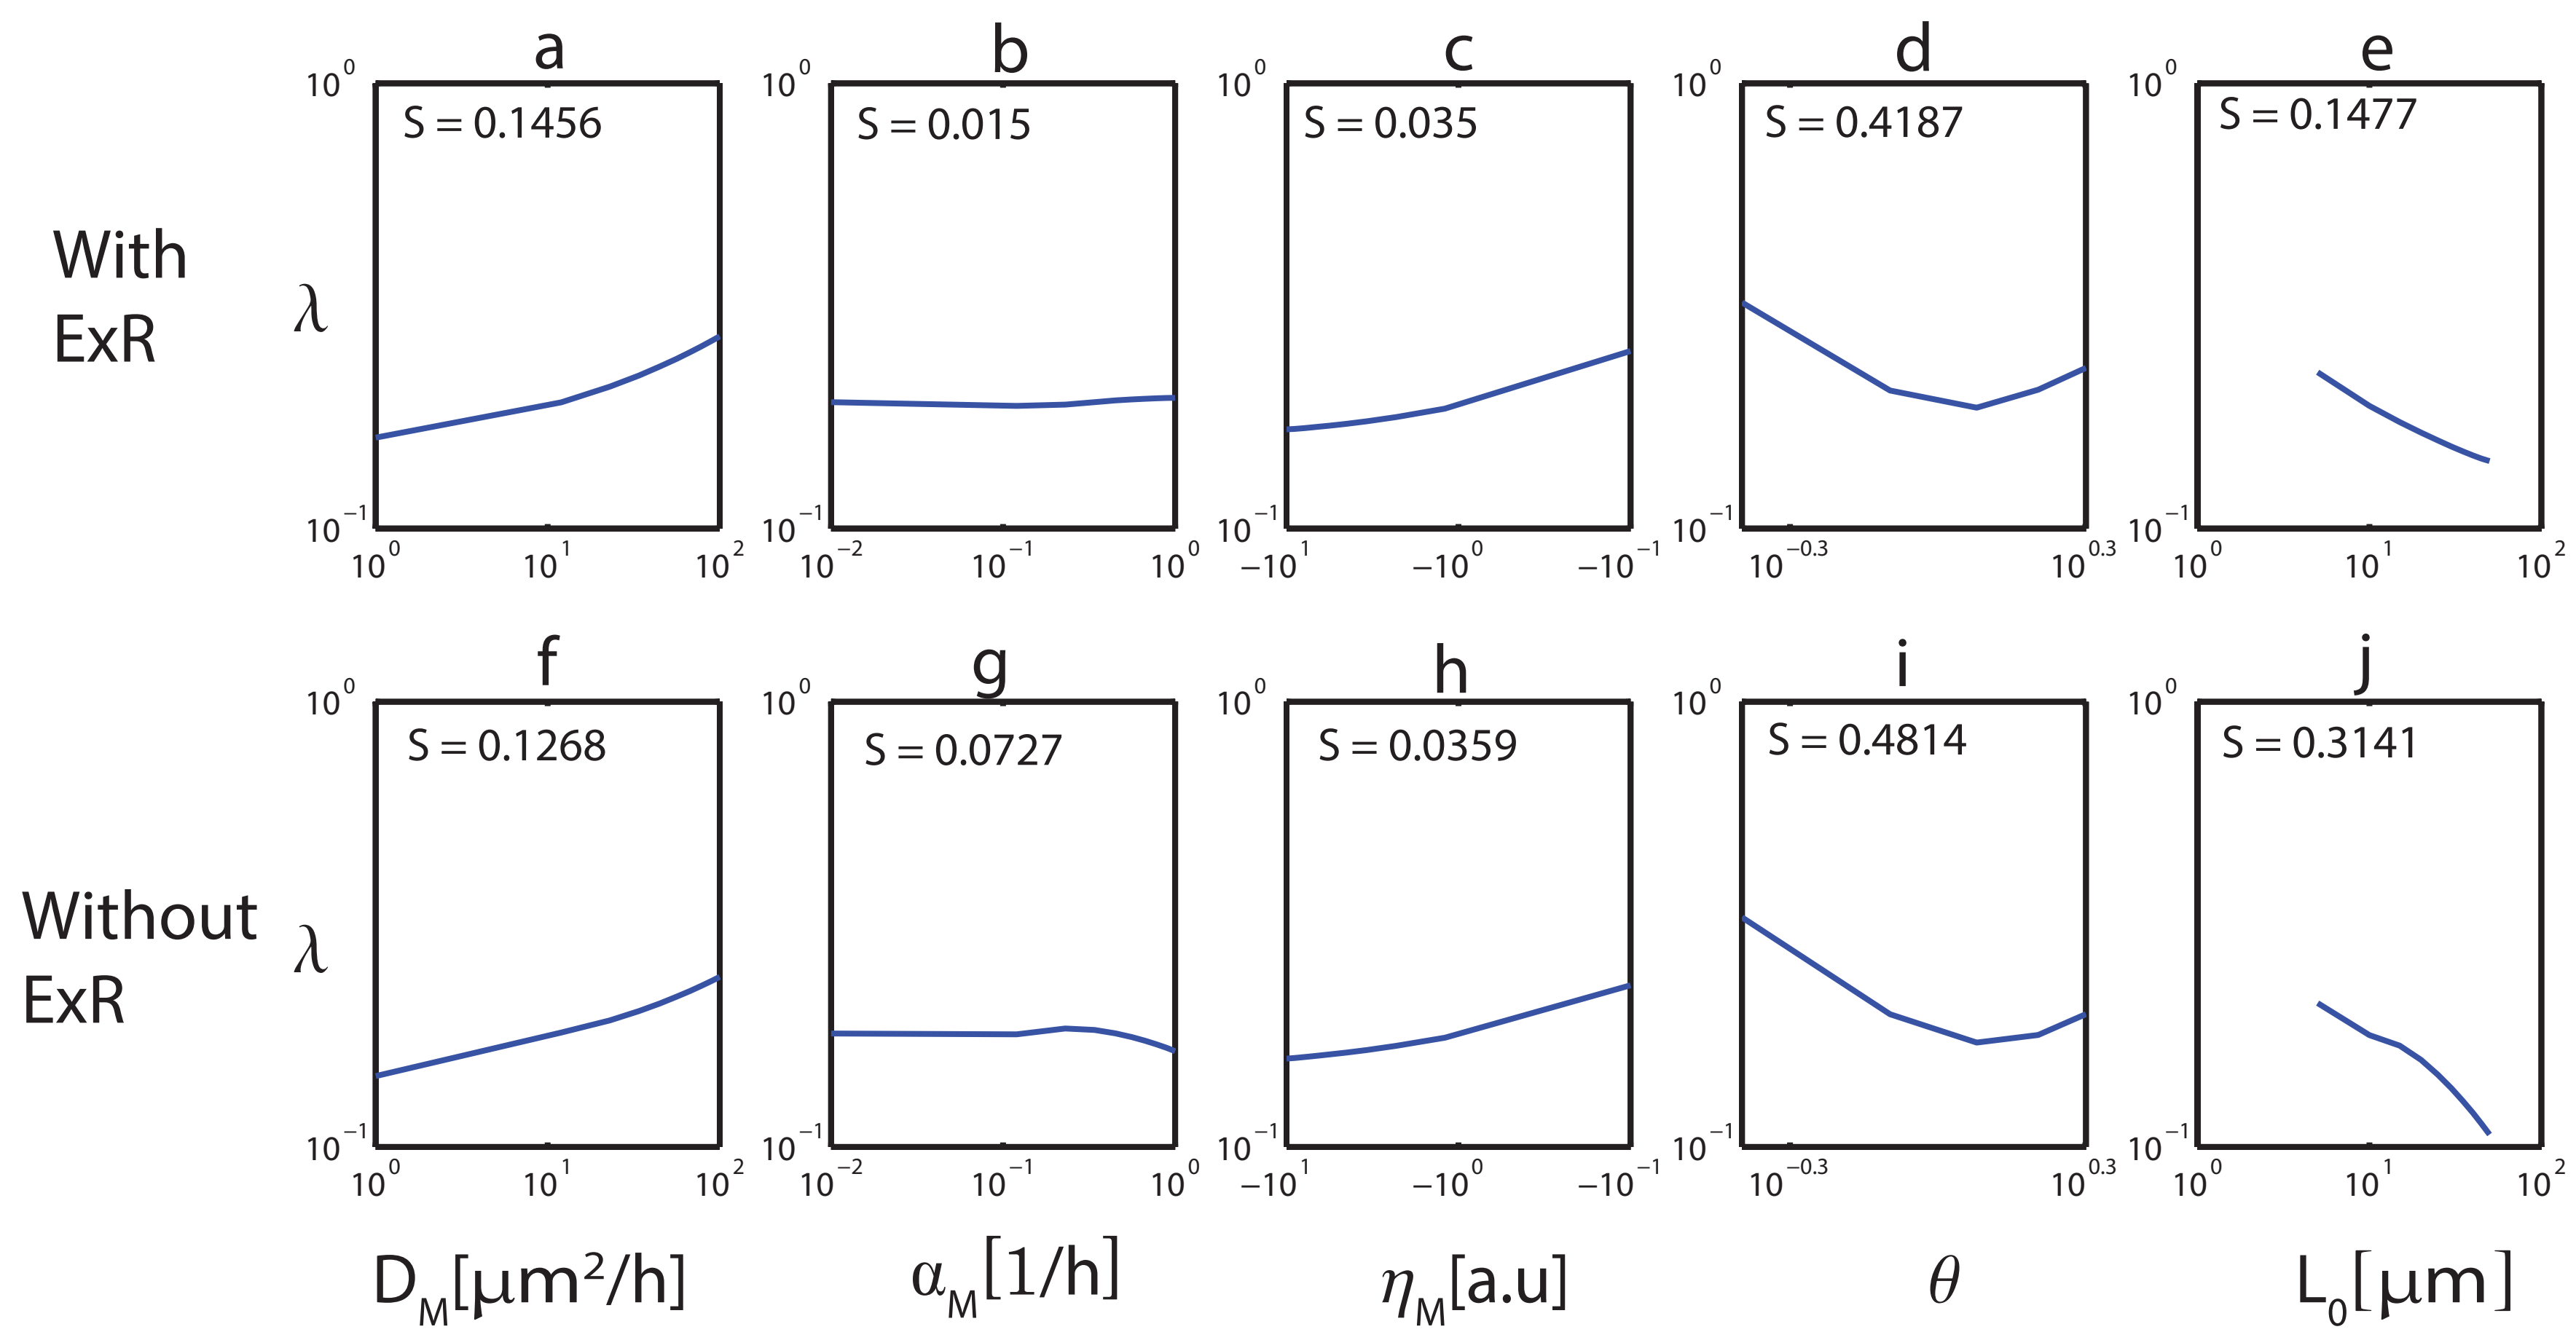 a b c d e
10⁰ 10⁰ 10⁰ 10⁰ 10⁰
S = 0.1456 S = 0.015 S = 0.035 S = 0.4187 S = 0.1477
With
ExR
λ
10⁻¹ 10⁻¹ 10⁻¹ 10⁻¹ 10⁻¹
10⁰ 10¹ 10² 10⁻² 10⁻¹ 10⁰ −10¹ −10⁰ −10⁻¹ 10⁻⁰·³ 10⁰·³ 10⁰ 10¹ 10²
f g h i j
10⁰ 10⁰ 10⁰ 10⁰ 10⁰
S = 0.1268 S = 0.0727 S = 0.0359 S = 0.4814 S = 0.3141
Without
ExR
λ
10⁻¹ 10⁻¹ 10⁻¹ 10⁻¹ 10⁻¹
10⁰ 10¹ 10² 10⁻² 10⁻¹ 10⁰ −10¹ −10⁰ −10⁻¹ 10⁻⁰·³ 10⁰·³ 10⁰ 10¹ 10²
D_M[μm²/h] α_M[1/h] η_M[a.u] θ L₀[μm]